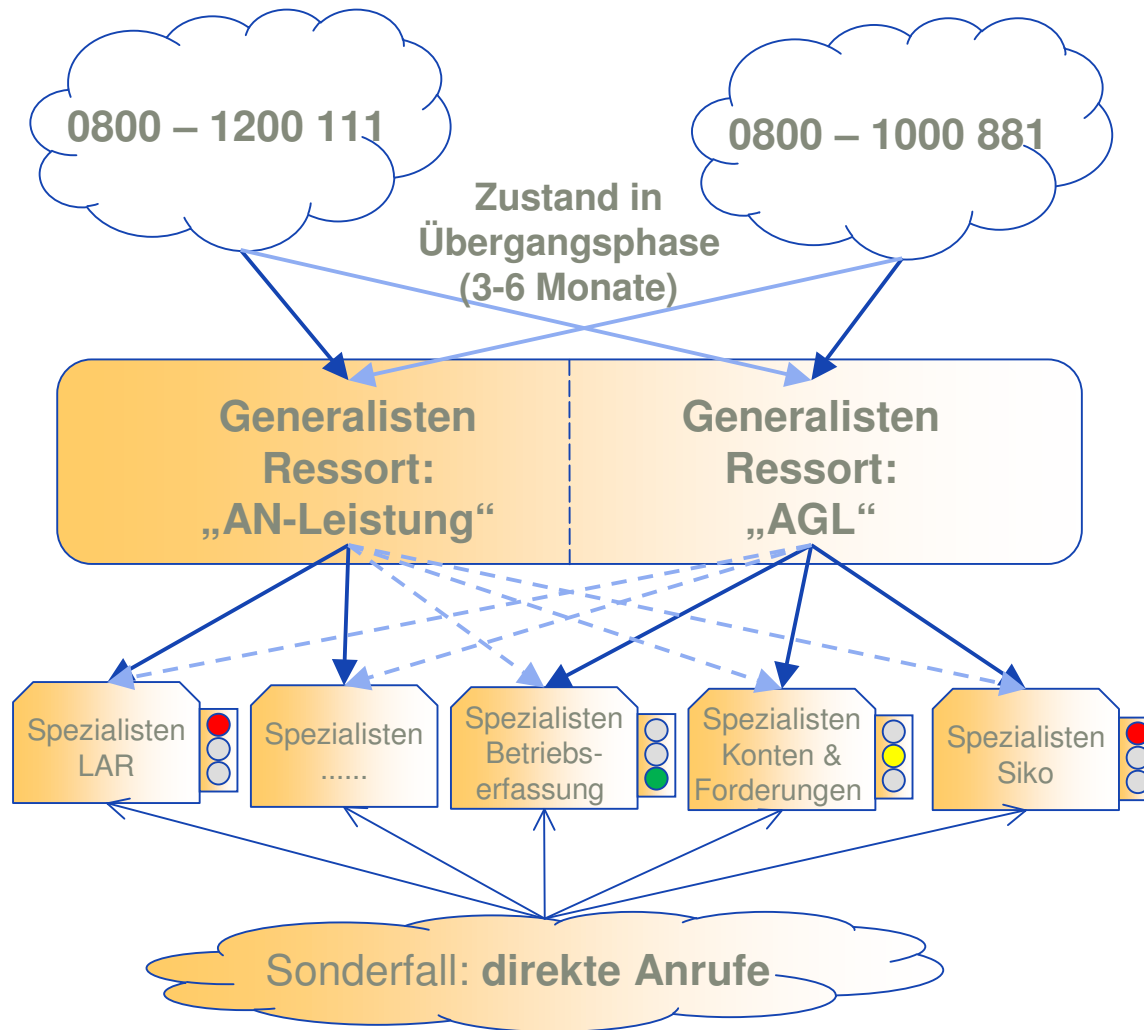 0800 – 1200 111
0800 – 1000 881
Zustand in
Übergangsphase
(3-6 Monate)
Generalisten
Ressort:
„AN-Leistung“
Generalisten
Ressort:
„AGL“
Spezialisten
LAR
Spezialisten
......
Spezialisten
Betriebs-
erfassung
Spezialisten
Konten &
Forderungen
Spezialisten
Siko
Sonderfall: direkte Anrufe